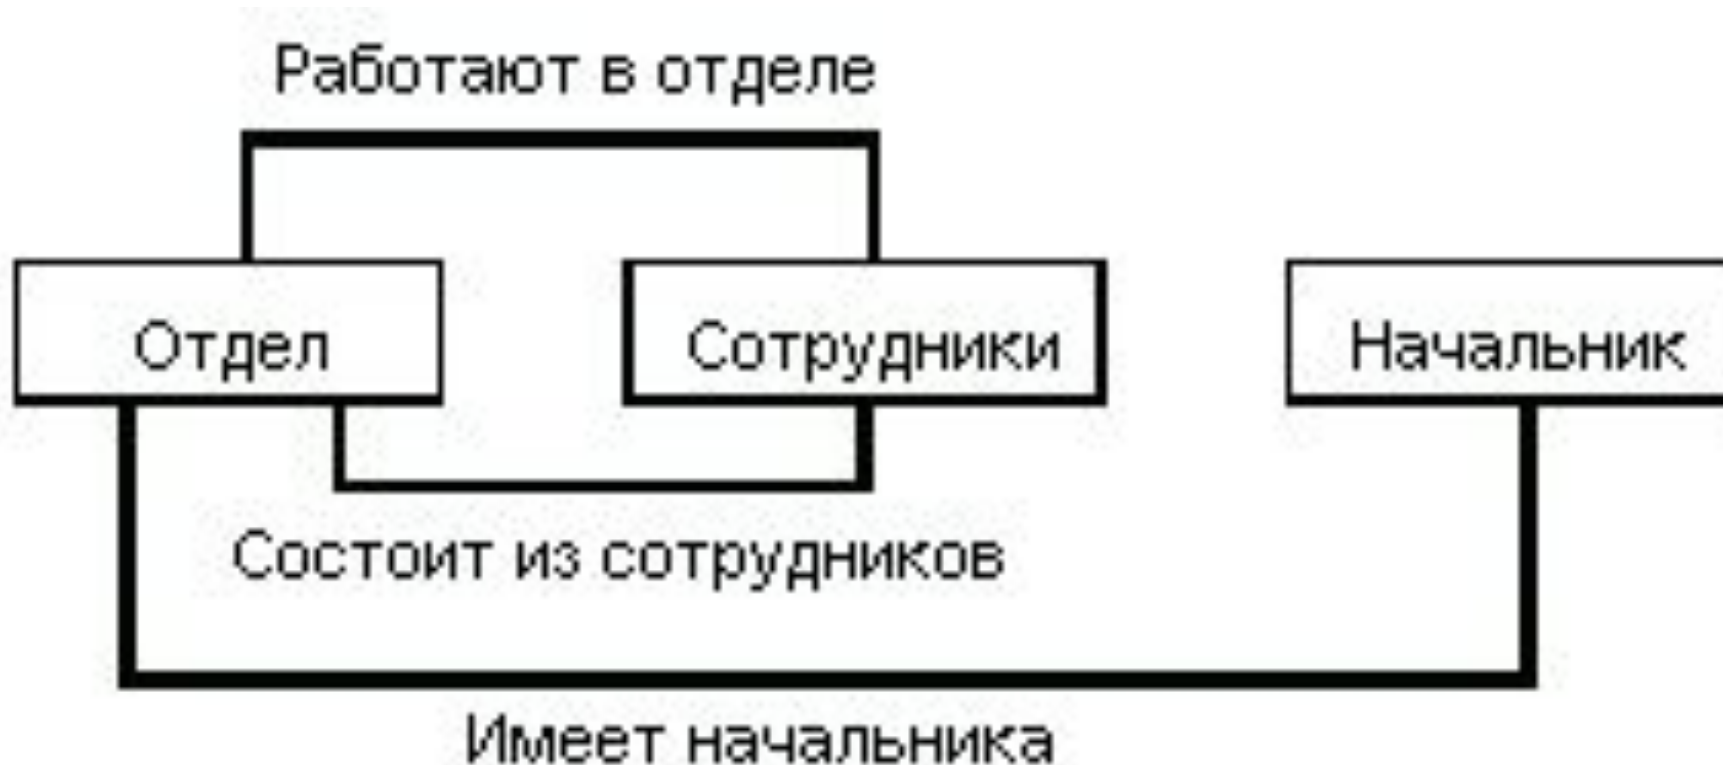 Работают в отделе
Отдел
Сотрудники
Начальник
Состоит из сотрудников
Имеет начальника